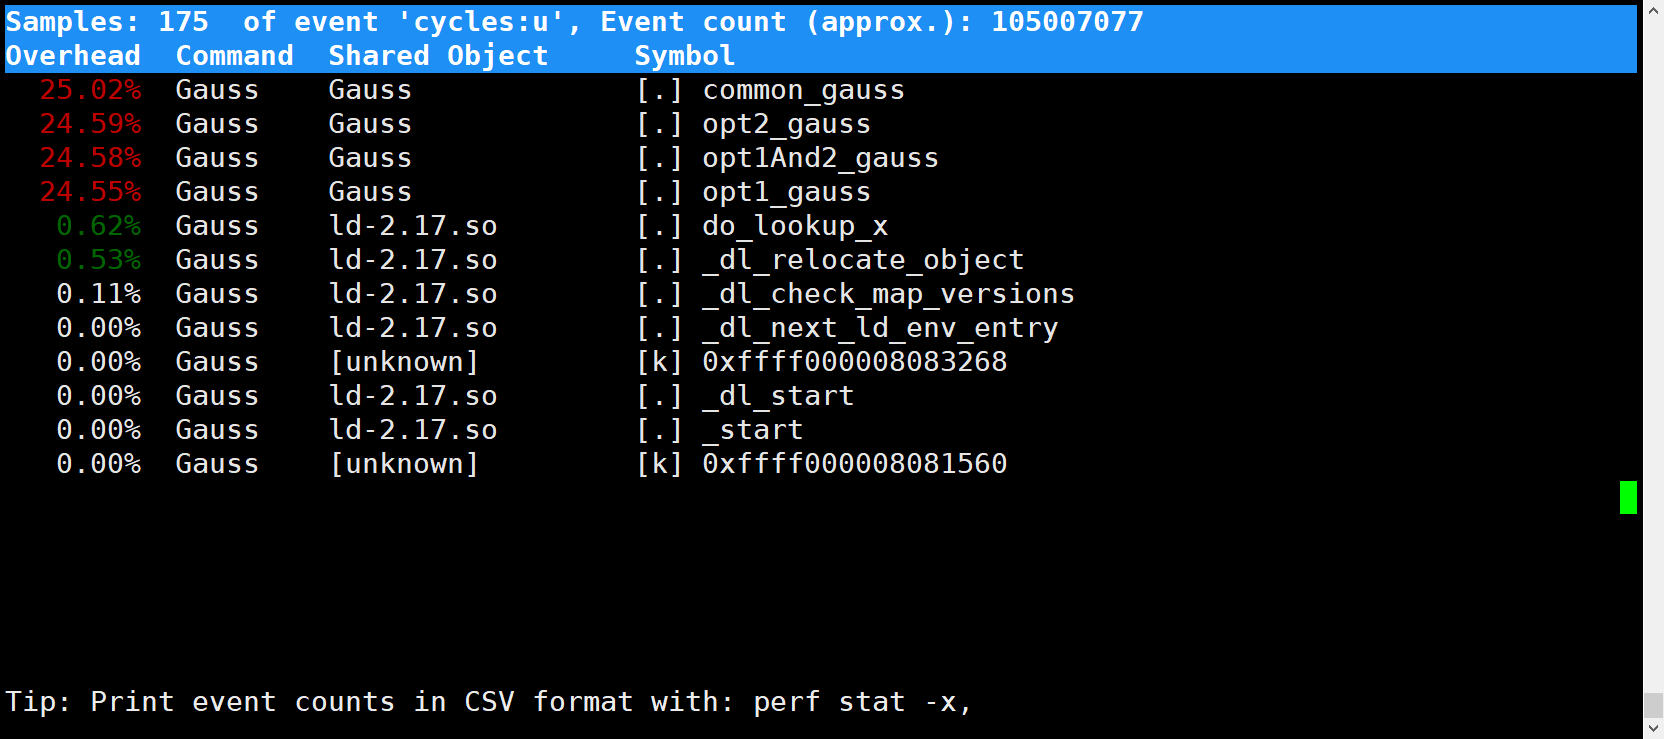 Samples: 175  of event 'cycles:u', Event count (approx.): 105007077
Overhead  Command  Shared Object     Symbol
  25.02%  Gauss    Gauss             [.] common_gauss
  24.59%  Gauss    Gauss             [.] opt2_gauss
  24.58%  Gauss    Gauss             [.] opt1And2_gauss
  24.55%  Gauss    Gauss             [.] opt1_gauss
   0.62%  Gauss    ld-2.17.so        [.] do_lookup_x
   0.53%  Gauss    ld-2.17.so        [.] _dl_relocate_object
   0.11%  Gauss    ld-2.17.so        [.] _dl_check_map_versions
   0.00%  Gauss    ld-2.17.so        [.] _dl_next_ld_env_entry
   0.00%  Gauss    [unknown]         [k] 0xffff000008083268
   0.00%  Gauss    ld-2.17.so        [.] _dl_start
   0.00%  Gauss    ld-2.17.so        [.] _start
   0.00%  Gauss    [unknown]         [k] 0xffff000008081560
Tip: Print event counts in CSV format with: perf stat -x,